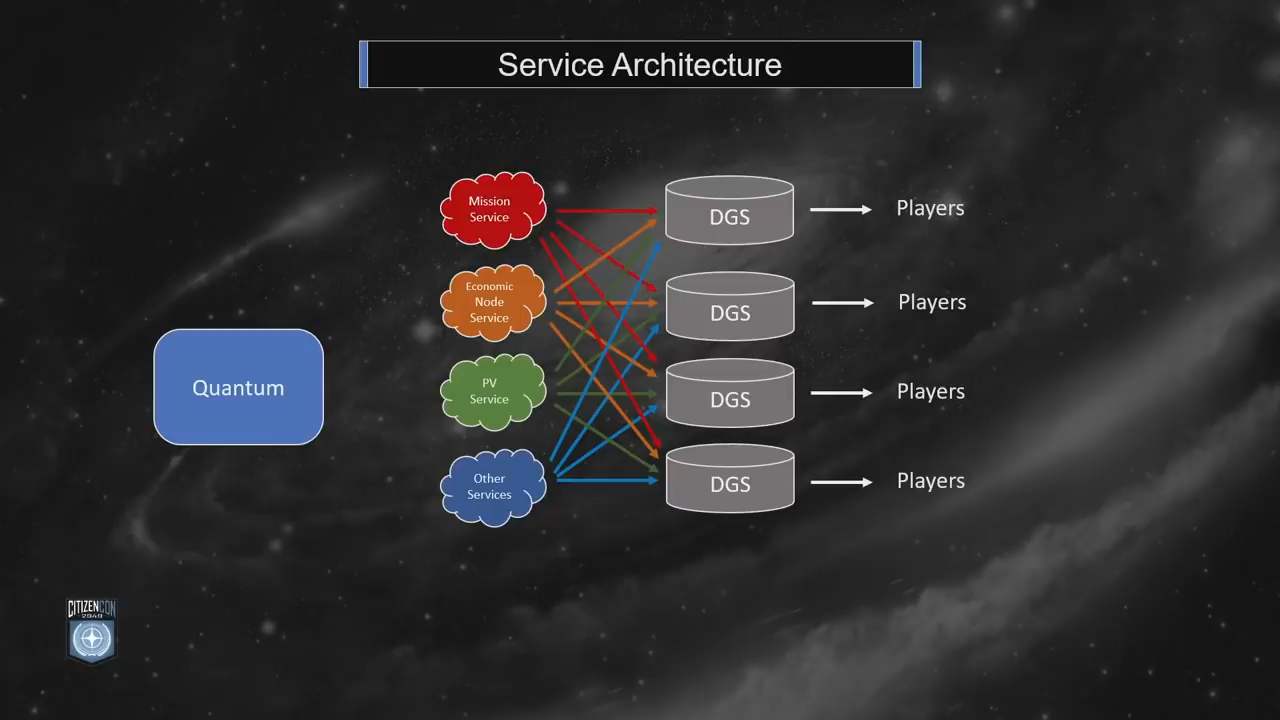 Service Architecture
Mission
Service
DGS
Players
Economic
Node
Service
DGS
Players
Quantum
PV
Service
DGS
Players
Other
Services
DGS
Players
CITIZENCON
2949